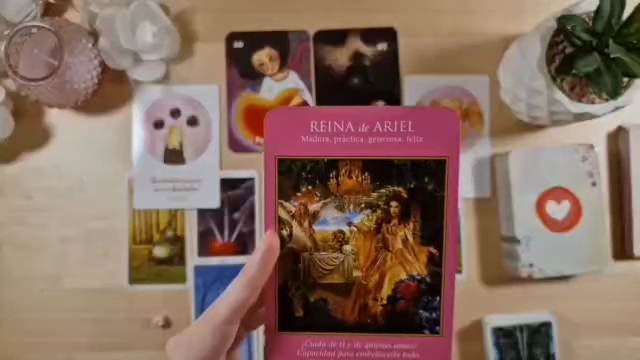 REINA de ARIEL
Madura, práctica, generosa, feliz
¡Cuida de ti y de quienes amas!
Capacidad para embellecerlo todo